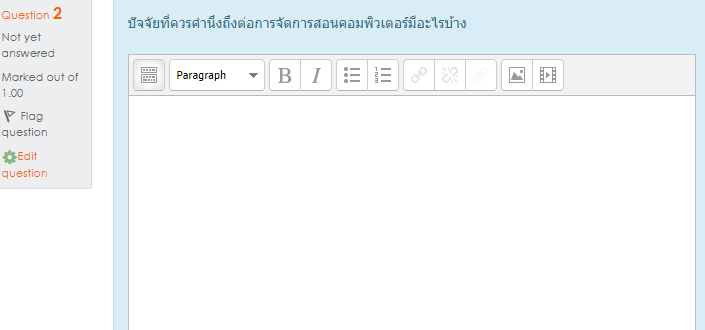 Question 2
Not yet
answered
Marked out of
1.00
Flag
question
Edit
question
ปัจจัยที่ควรคำนึงถึงต่อการจัดการสอนคอมพิวเตอร์มีอะไรบ้าง
Paragraph
B I